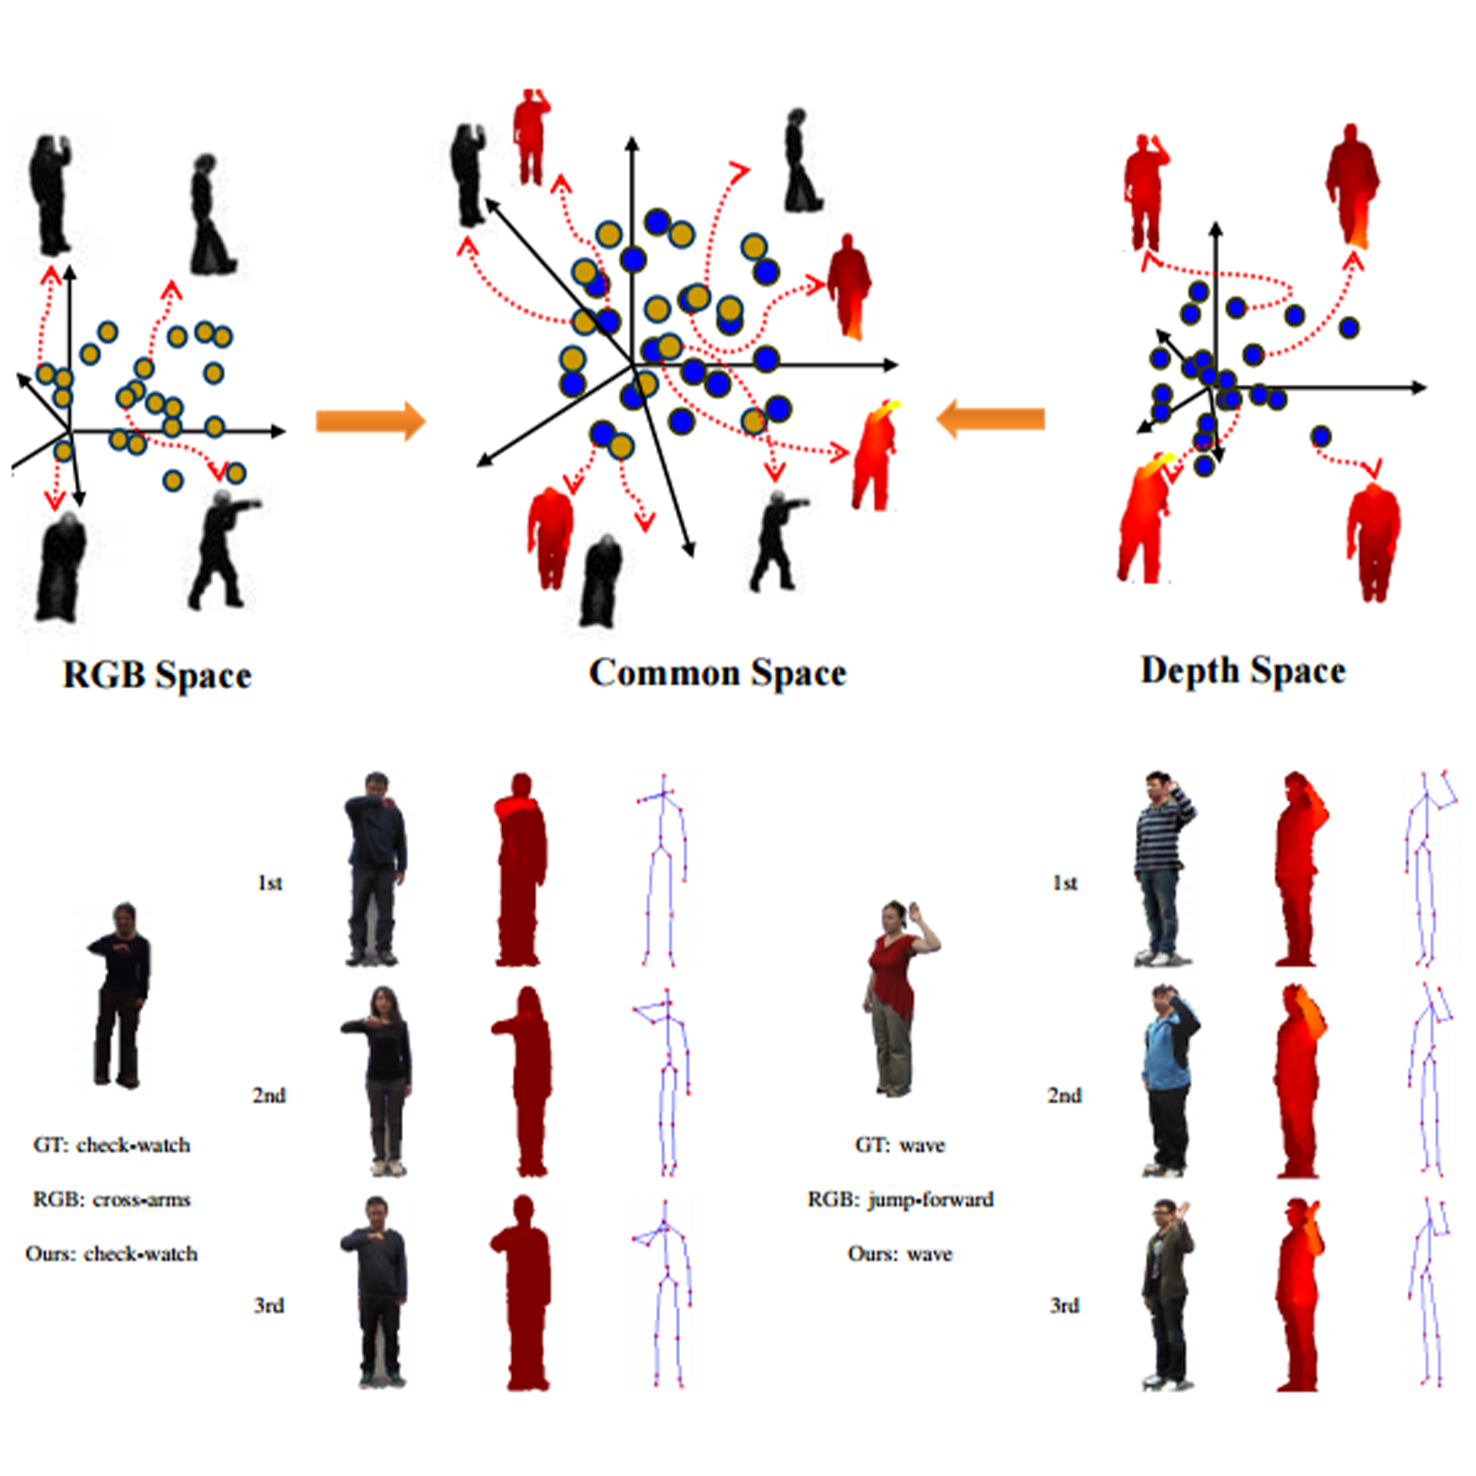 RGB Space
Common Space
Depth Space
1st
1st
2nd
2nd
GT: check-watch
GT: wave
RGB: cross-arms
RGB: jump-forward
Ours: check-watch
Ours: wave
3rd
3rd